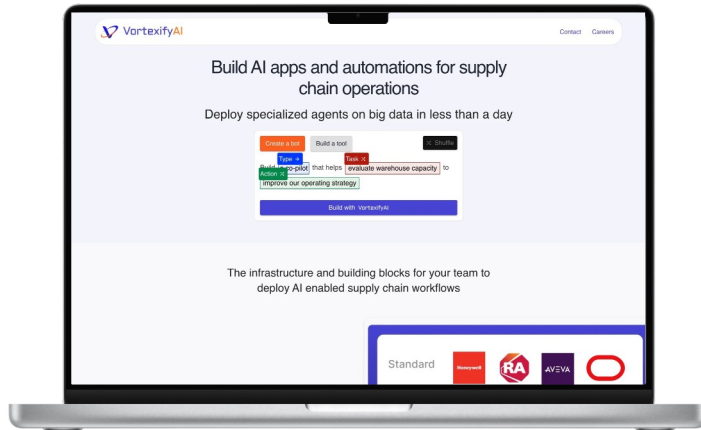 VortexifyAI
Contact Careers
Build AI apps and automations for supply
chain operations
Deploy specialized agents on big data in less than a day
Create a bot Build a tool Shuffle
Type → Task
co-pilot that helps evaluate warehouse capacity to
Action
improve our operating strategy
Build with VortexifyAI
The infrastructure and building blocks for your team to
deploy AI enabled supply chain workflows
Standard Honeywell RA AVEVA